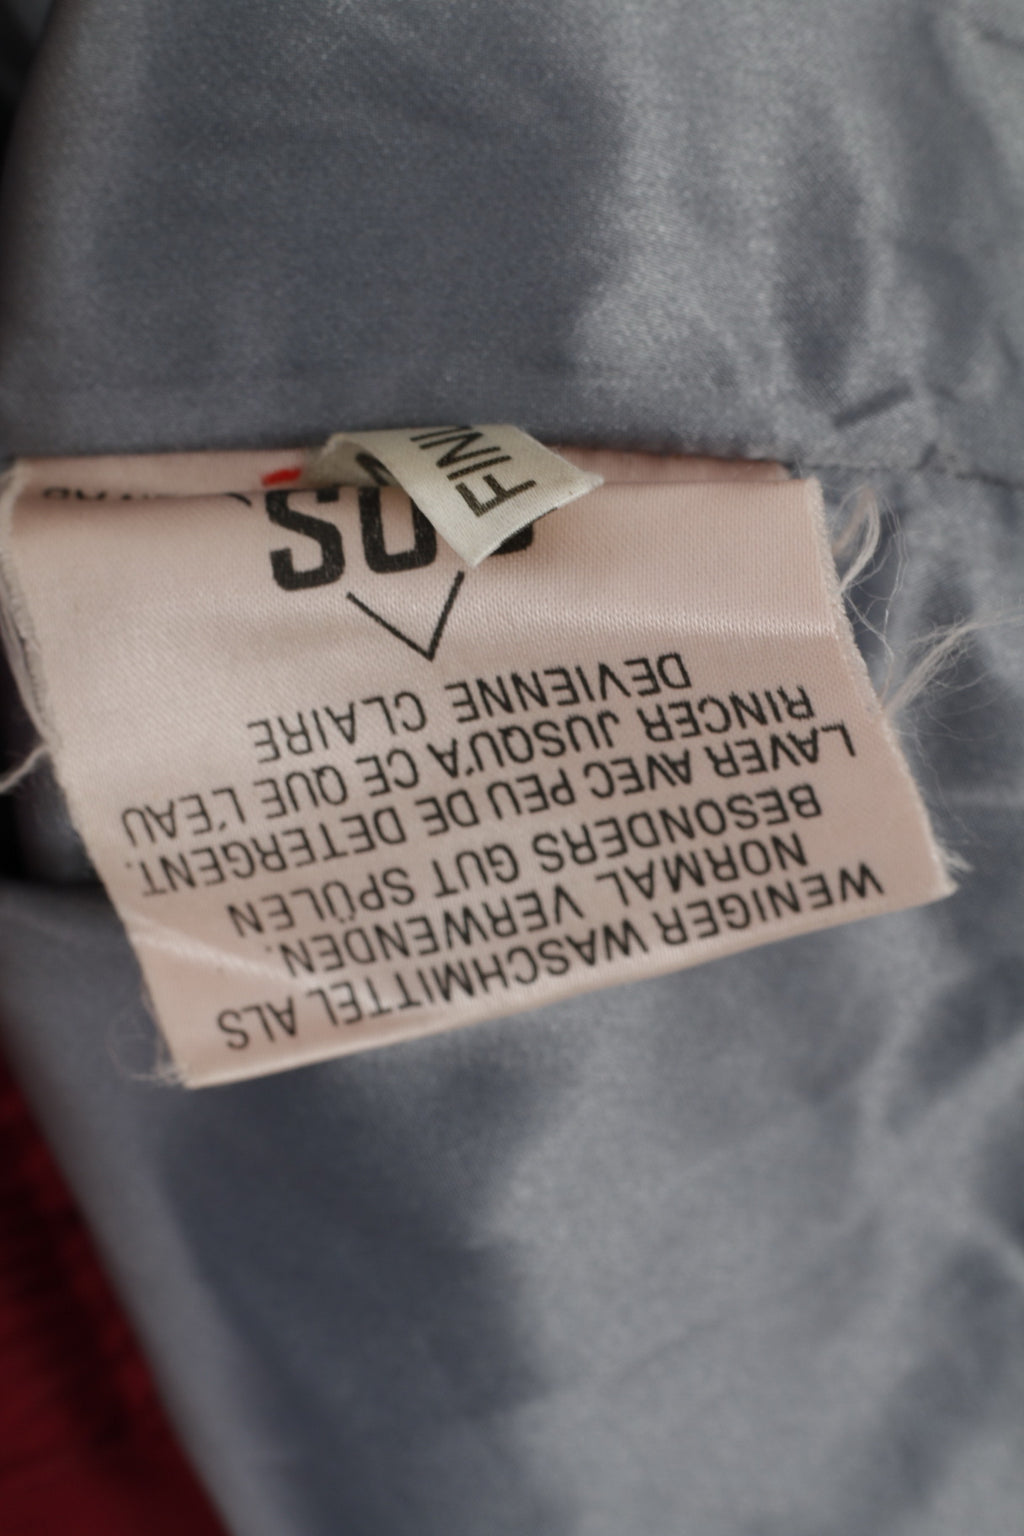 WENIGER WASCHMITTEL ALS
NORMAL VERWENDEN.
BESONDERS GUT SPÜLEN
LAVER AVEC PEU DE DETERGENT.
RINCER JUSQU'A CE QUE L'EAU
DEVIENNE CLAIRE